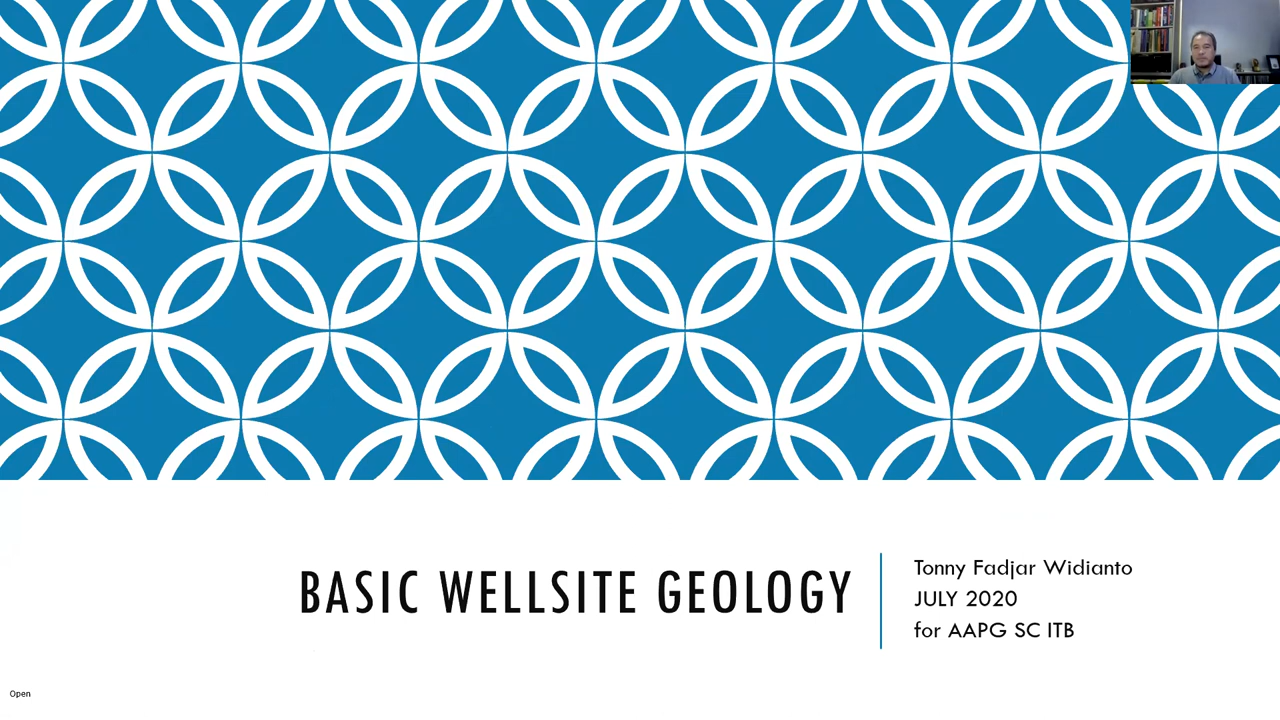 BASIC WELLSITE GEOLOGY
Tonny Fadjar Widianto
JULY 2020
for AAPG SC ITB
Open